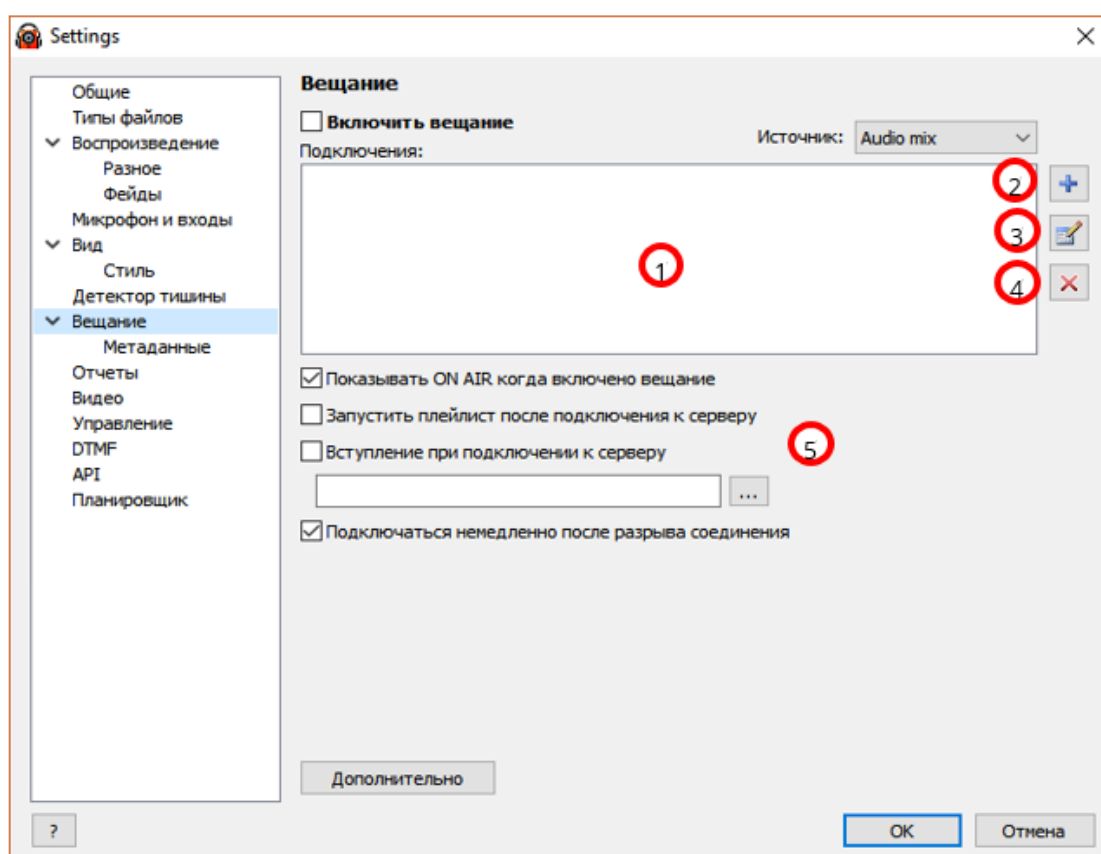 Settings
Общие
Типы файлов
Воспроизведение
Разное
Фейды
Микрофон и входы
Вид
Стиль
Детектор тишины
Вещание
Метаданные
Отчеты
Видео
Управление
DTMF
API
Планировщик
Вещание
Включить вещание
Источник: Audio mix
Подключения:
1
2
3
4
Показывать ON AIR когда включено вещание
Запустить плейлист после подключения к серверу
Вступление при подключении к серверу
5
...
Подключаться немедленно после разрыва соединения
Дополнительно
? OK Отмена